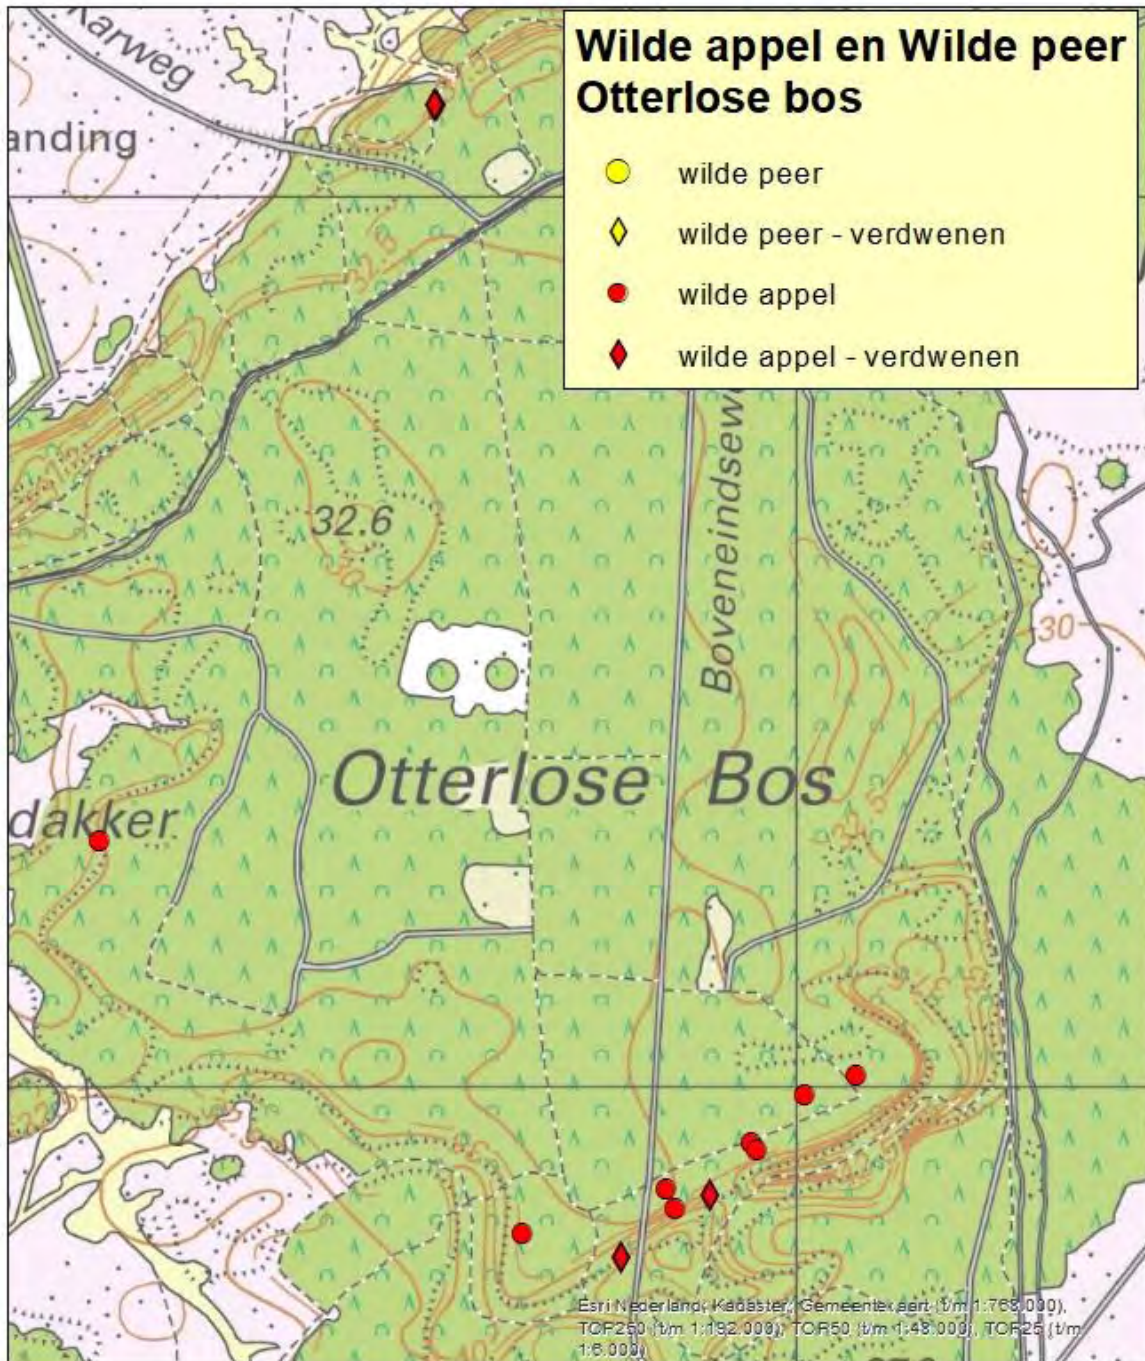 Karweg
anding
Wilde appel en Wilde peer
Otterlose bos
wilde peer
wilde peer - verdwenen
wilde appel
wilde appel - verdwenen
Boveneindsewe
32.6
30
Otterlose Bos
dakker
Esri Nederland, Kadaster, Gemeentekaart (t/m 1:768.000),
TOP250 (t/m 1:192.000), TOP50 (t/m 1:48.000), TOP25 (t/m
1:6.000)